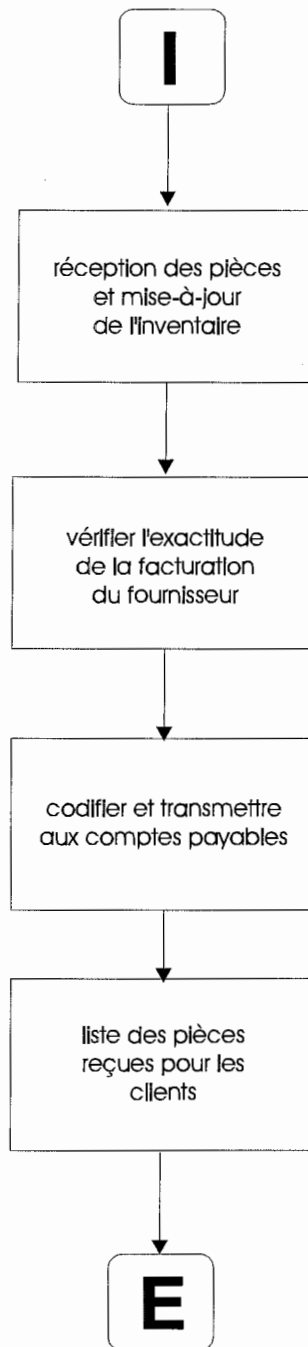 I
réception des pièces
et mise-à-jour
de l'inventaire
vérifier l'exactitude
de la facturation
du fournisseur
codifier et transmettre
aux comptes payables
liste des pièces
reçues pour les
clients
E